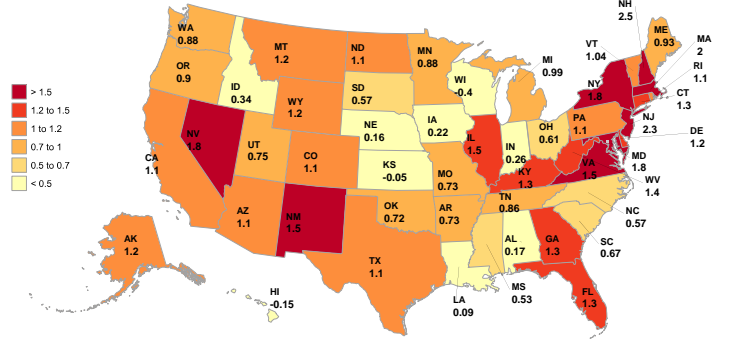 > 1.5
1.2 to 1.5
1 to 1.2
0.7 to 1
0.5 to 0.7
< 0.5
WA
0.88
OR
0.9
CA
1.1
NV
1.8
ID
0.34
MT
1.2
WY
1.2
UT
0.75
AZ
1.1
CO
1.1
NM
1.5
ND
1.1
SD
0.57
NE
0.16
KS
-0.05
OK
0.72
TX
1.1
MN
0.88
IA
0.22
MO
0.73
AR
0.73
LA
0.09
WI
-0.4
IL
1.5
MI
0.99
IN
0.26
OH
0.61
KY
1.3
TN
0.86
MS
0.53
AL
0.17
GA
1.3
FL
1.3
SC
0.67
NC
0.57
VA
1.5
WV
1.4
MD
1.8
DE
1.2
PA
1.1
NJ
2.3
NY
1.8
CT
1.3
RI
1.1
MA
2
VT
1.04
NH
2.5
ME
0.93
AK
1.2
HI
-0.15